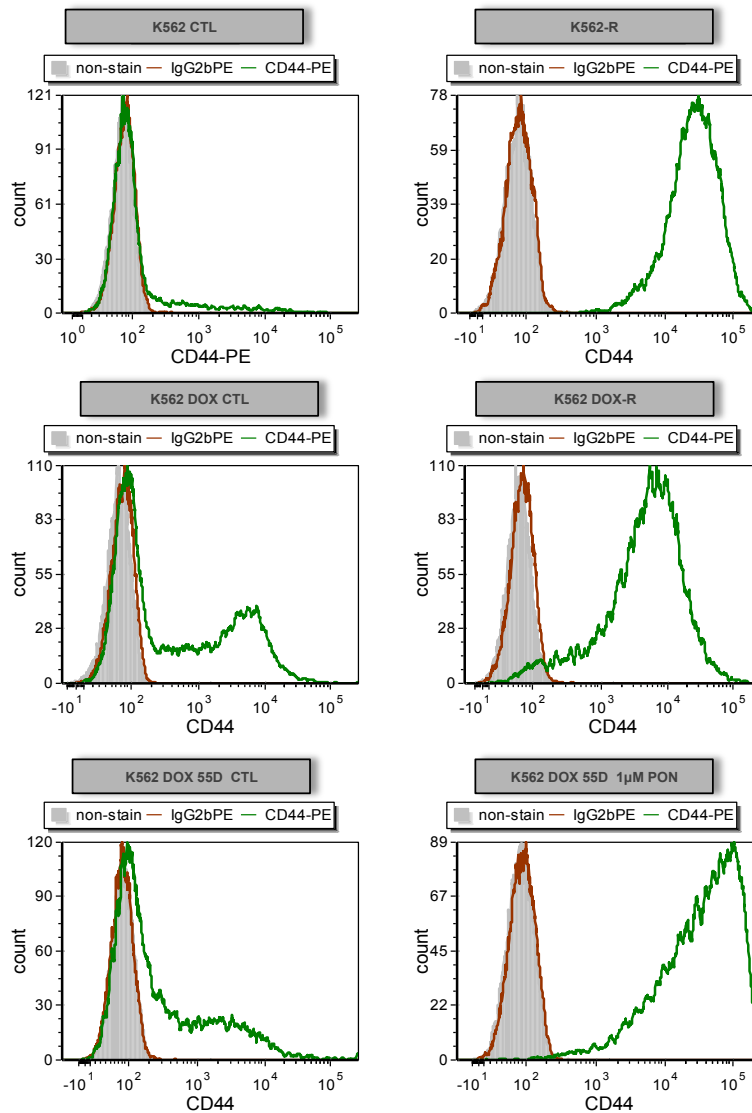 K562 CTL
non-stain IgG2bPE CD44-PE
121
91
61
30
0
count
10^0 10^2 10^3 10^4 10^5
CD44-PE
K562-R
non-stain IgG2bPE CD44-PE
78
59
39
20
0
count
-10^1 10^2 10^3 10^4 10^5
CD44
K562 DOX CTL
non-stain IgG2bPE CD44-PE
110
83
55
28
0
count
-10^1 10^2 10^3 10^4 10^5
CD44
K562 DOX-R
non-stain IgG2bPE CD44-PE
110
83
55
28
0
count
-10^1 10^2 10^3 10^4 10^5
CD44
K562 DOX 55D CTL
non-stain IgG2bPE CD44-PE
120
90
60
30
0
count
-10^1 10^2 10^3 10^4 10^5
CD44
K562 DOX 55D 1µM PON
non-stain IgG2bPE CD44-PE
89
67
45
22
0
count
-10^1 10^2 10^3 10^4 10^5
CD44